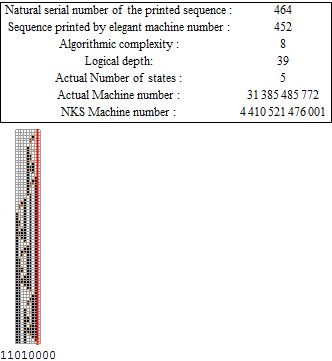 Natural serial number of the printed sequence : 464
Sequence printed by elegant machine number : 452
Algorithmic complexity : 8
Logical depth: 39
Actual Number of states : 5
Actual Machine number : 31 385 485 772
NKS Machine number : 4 410 521 476 001
11010000